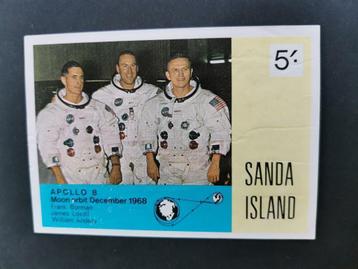 5/-
APOLLO 8
Moon orbit December 1968
Frank Borman
James Lovell
William Anders
SANDA
ISLAND